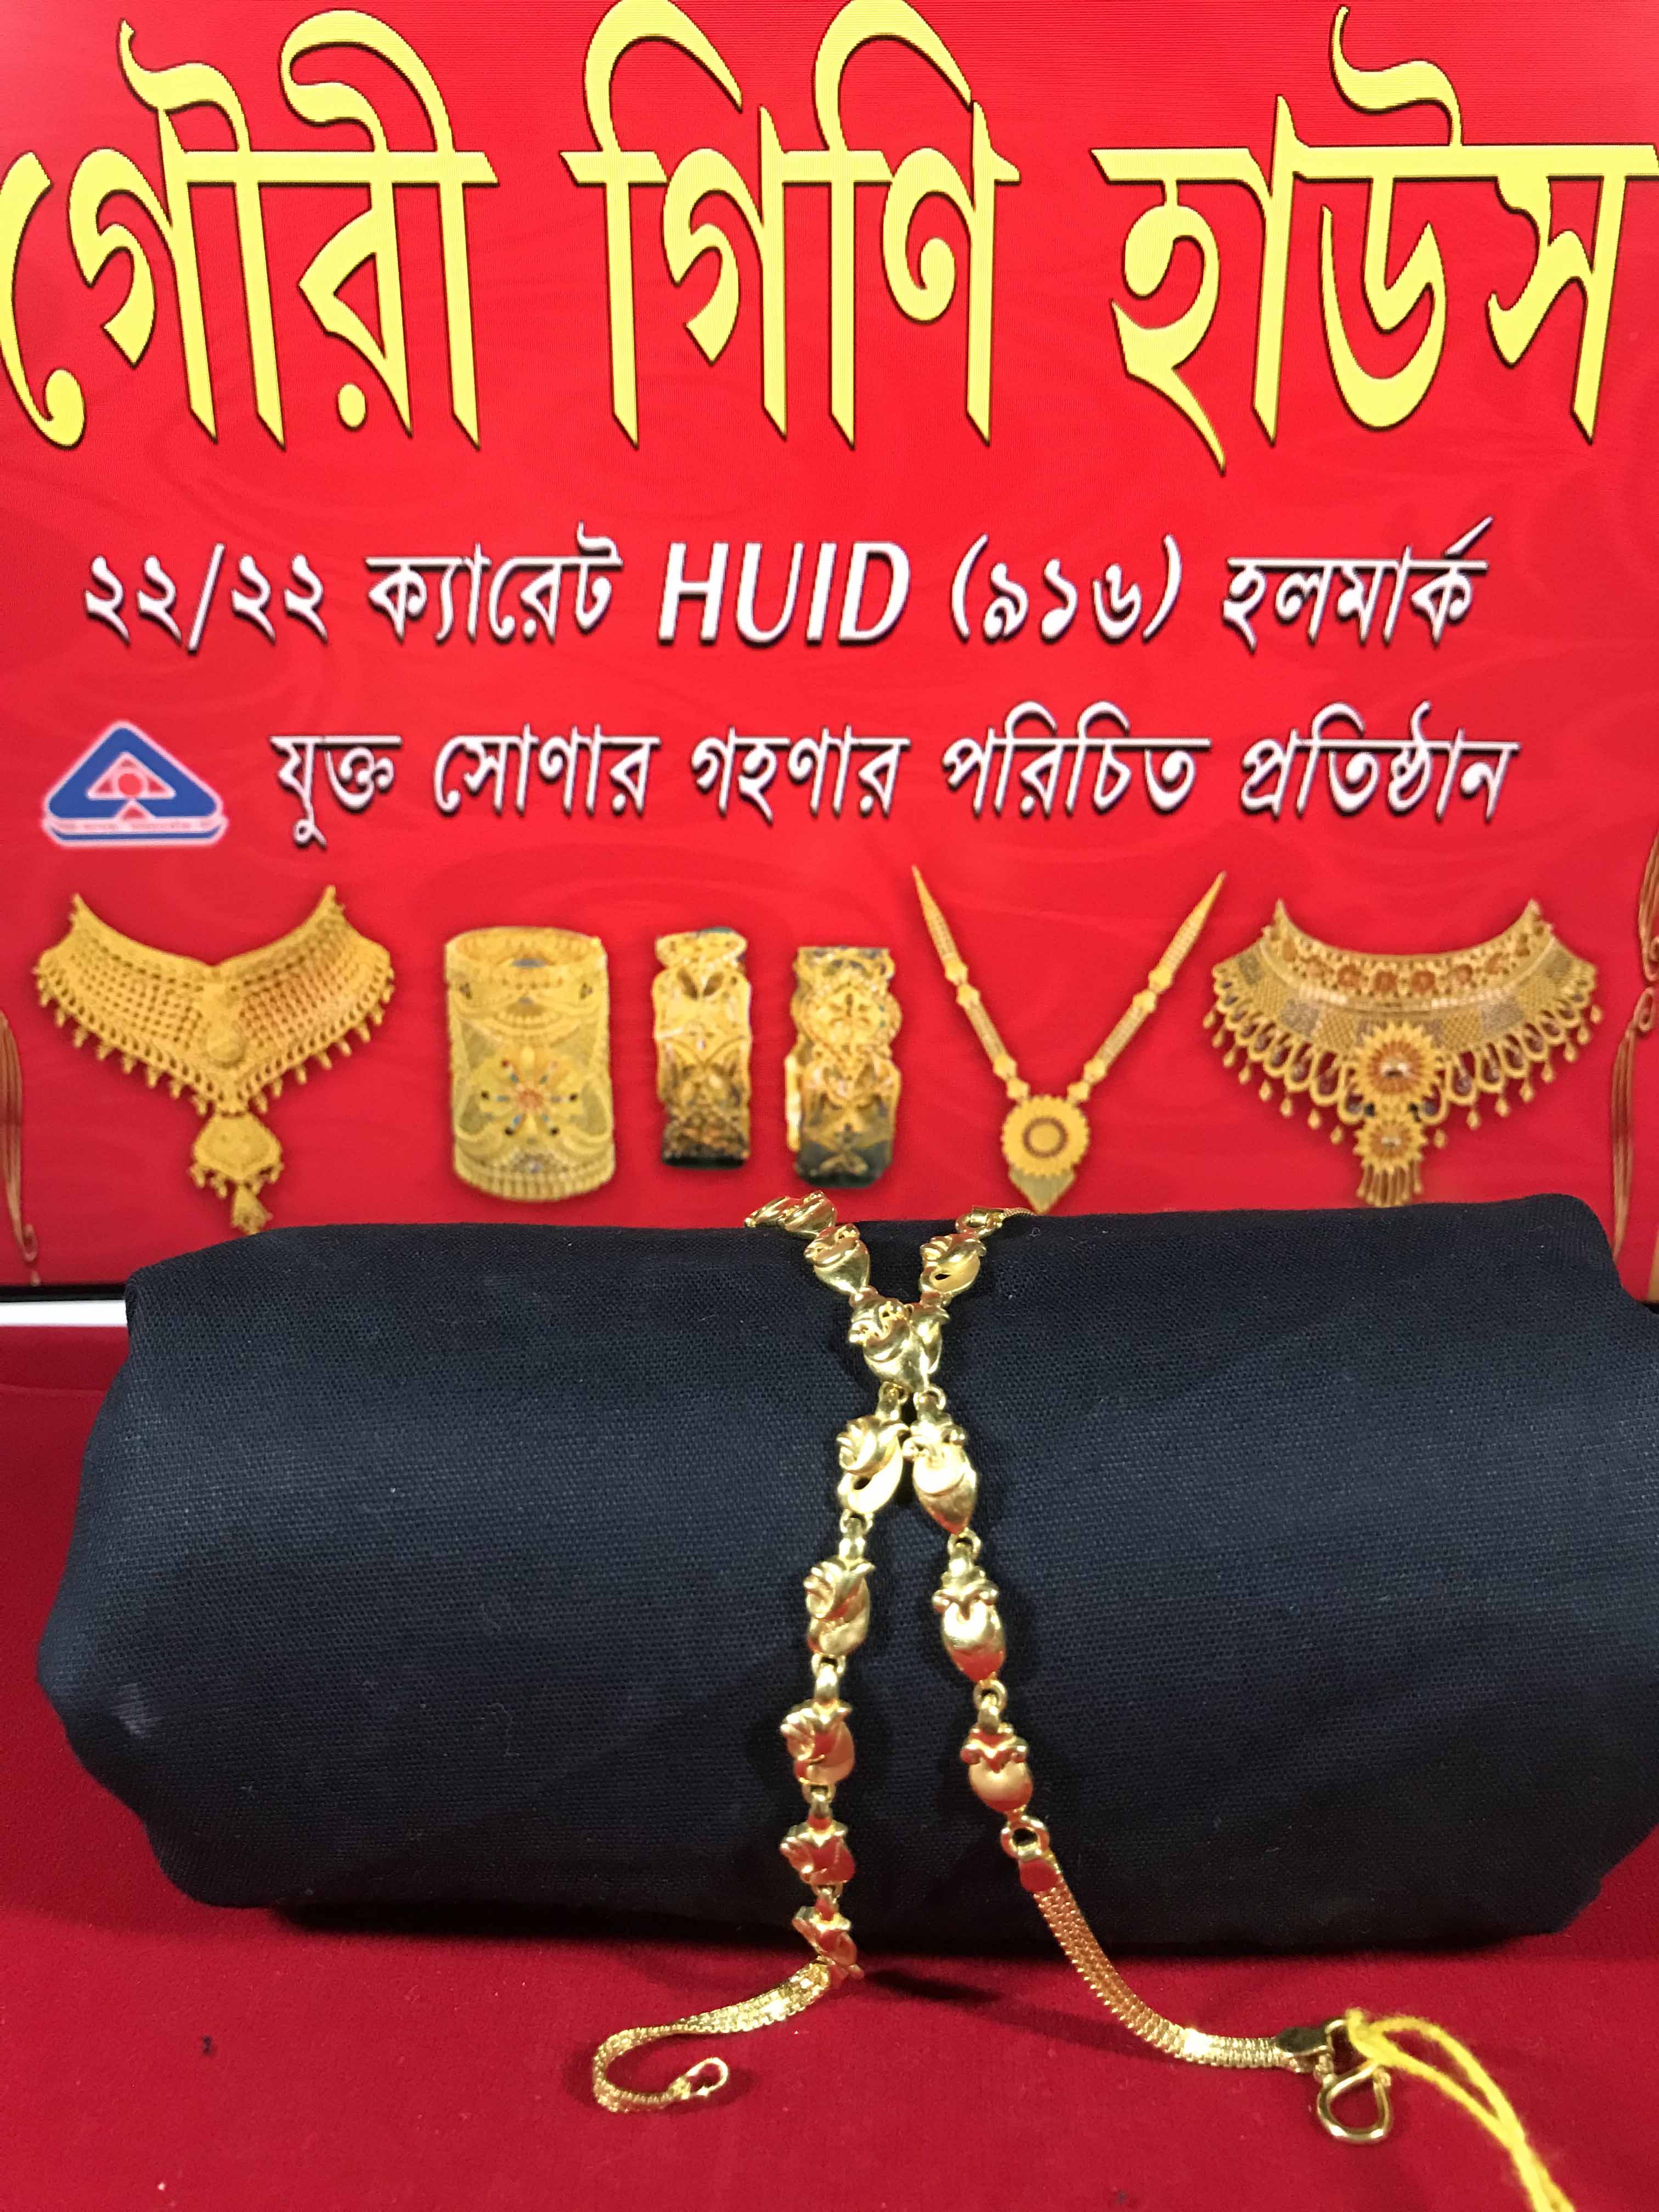 গৌরী গিণি হাউস
২২/২২ ক্যারেট HUID (৯১৬) হলমার্ক
যুক্ত সোণার গহণার পরিচিত প্রতিষ্ঠান